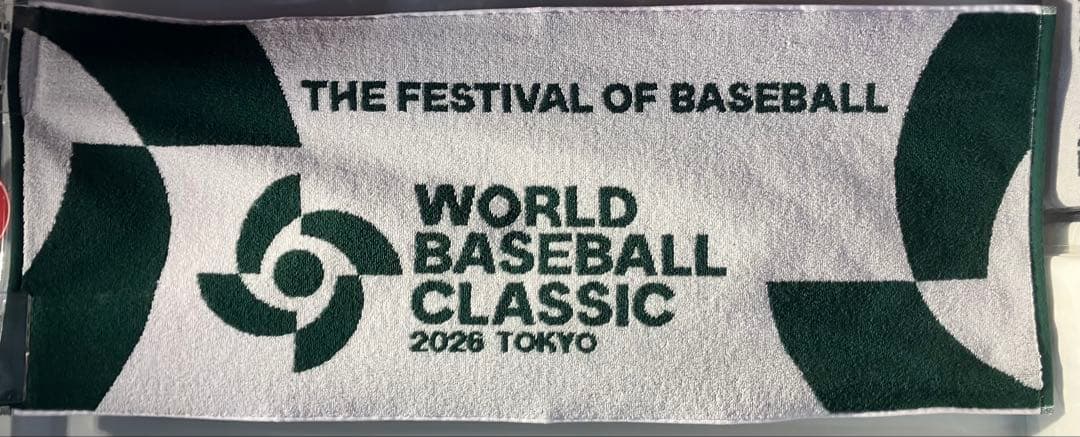 THE FESTIVAL OF BASEBALL
WORLD
BASEBALL
CLASSIC
2026 TOKYO